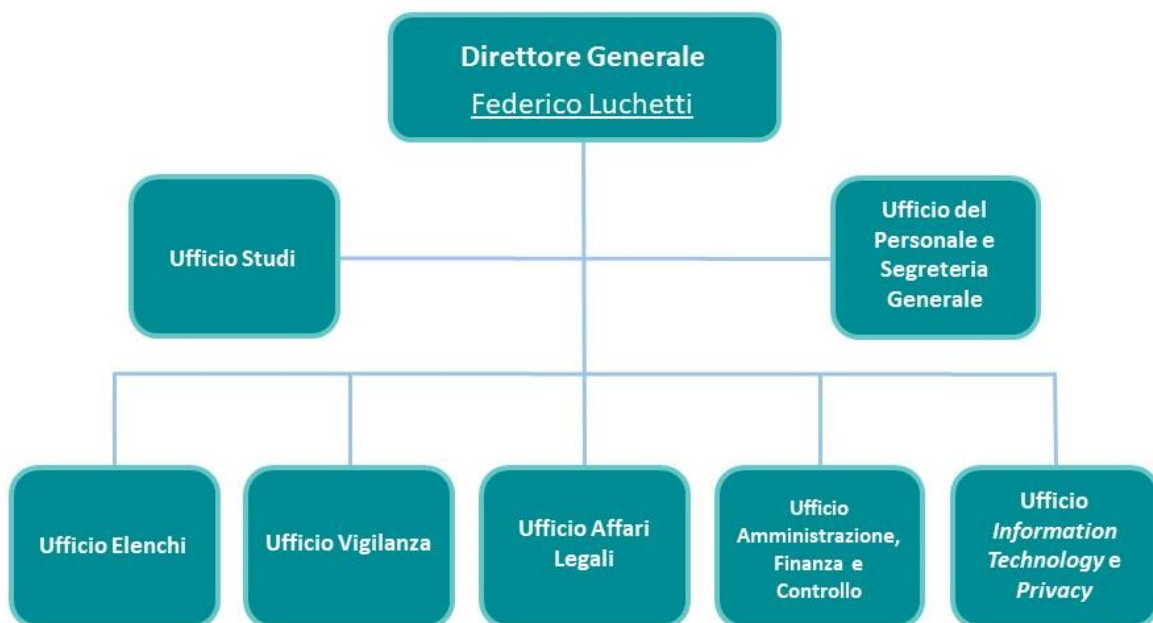 Direttore Generale
Federico Luchetti
Ufficio Studi
Ufficio del
Personale e
Segreteria
Generale
Ufficio Elenchi
Ufficio Vigilanza
Ufficio Affari
Legali
Ufficio
Amministrazione,
Finanza e
Controllo
Ufficio
Information
Technology e
Privacy